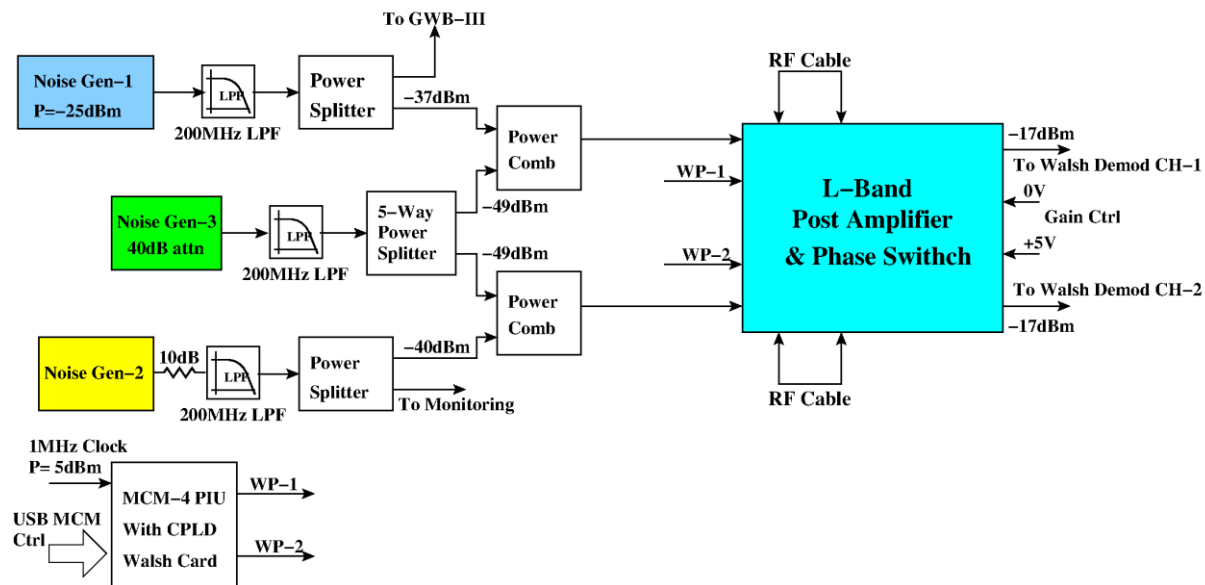 To GWB-III
Noise Gen-1
P=-25dBm
LPF
200MHz LPF
Power
Splitter
-37dBm
Power
Comb
RF Cable
Noise Gen-3
40dB attn
LPF
200MHz LPF
5-Way
Power
Splitter
-49dBm
-49dBm
Power
Comb
WP-1
WP-2
L-Band
Post Amplifier
& Phase Swithch
-17dBm
To Walsh Demod CH-1
0V
Gain Ctrl
+5V
To Walsh Demod CH-2
-17dBm
RF Cable
Noise Gen-2
10dB
LPF
200MHz LPF
Power
Splitter
-40dBm
To Monitoring
1MHz Clock
P= 5dBm
USB MCM
Ctrl
MCM-4 PIU
With CPLD
Walsh Card
WP-1
WP-2